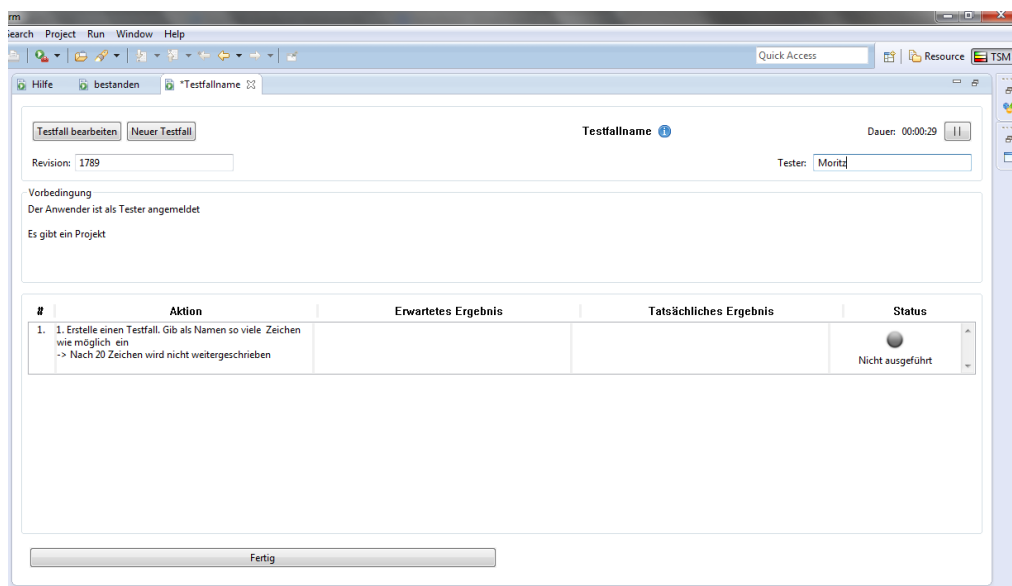 rm
Search Project Run Window Help
Quick Access
Resource
TSM
Hilfe
bestanden
*Testfallname
Testfall bearbeiten
Neuer Testfall
Testfallname
Dauer: 00:00:29
Revision: 1789
Tester: Moritz
Vorbedingung
Der Anwender ist als Tester angemeldet
Es gibt ein Projekt
# Aktion Erwartetes Ergebnis Tatsächliches Ergebnis Status
1. 1. Erstelle einen Testfall. Gib als Namen so viele Zeichen
wie möglich ein
-> Nach 20 Zeichen wird nicht weitergeschrieben
Nicht ausgeführt
Fertig